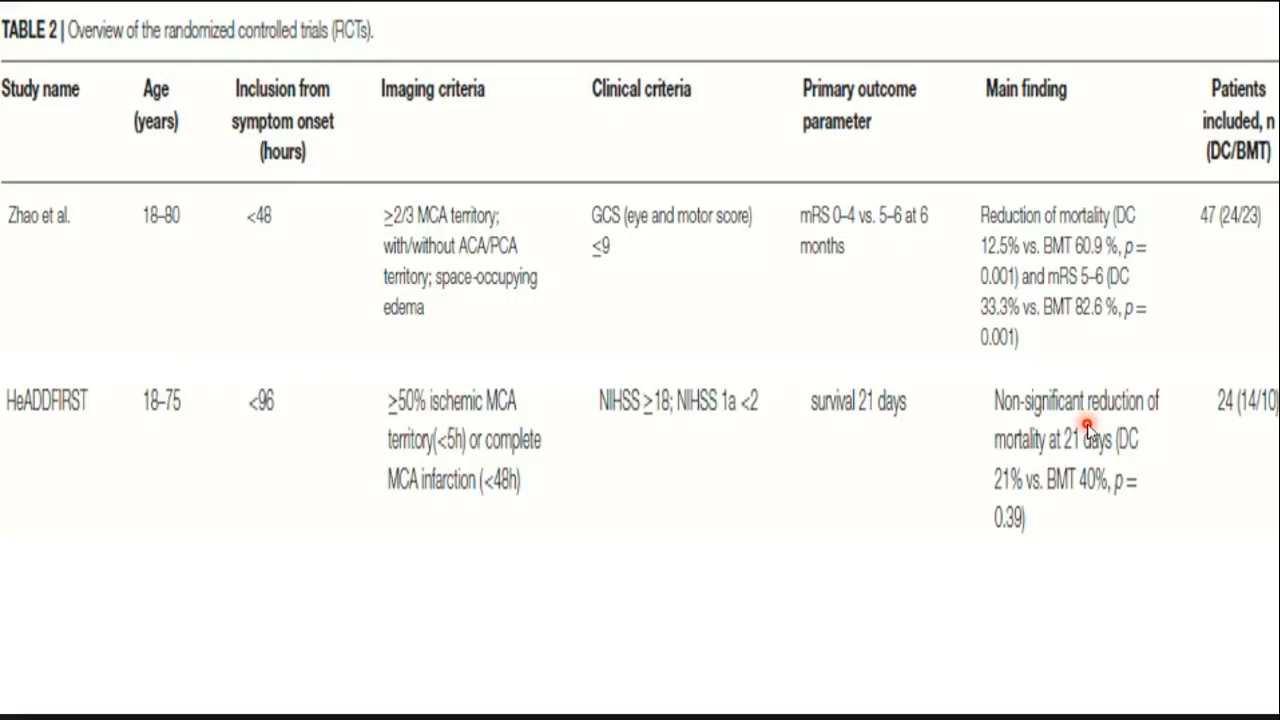 TABLE 2 | Overview of the randomized controlled trials (RCTs).
Study name
Age
(years)
Inclusion from
symptom onset
(hours)
Imaging criteria
Clinical criteria
Primary outcome
parameter
Main finding
Patients
included, n
(DC/BMT)
Zhao et al.
18–80
<48
≥2/3 MCA territory;
with/without ACA/PCA
territory; space-occupying
edema
GCS (eye and motor score)
≤9
mRS 0–4 vs. 5–6 at 6
months
Reduction of mortality (DC
12.5% vs. BMT 60.9 %, p =
0.001) and mRS 5–6 (DC
33.3% vs. BMT 82.6 %, p =
0.001)
47 (24/23)
HeADDFIRST
18–75
<96
≥50% ischemic MCA
territory(<5h) or complete
MCA infarction (<48h)
NIHSS ≥18; NIHSS 1a <2
survival 21 days
Non-significant reduction of
mortality at 21 days (DC
21% vs. BMT 40%, p =
0.39)
24 (14/10)